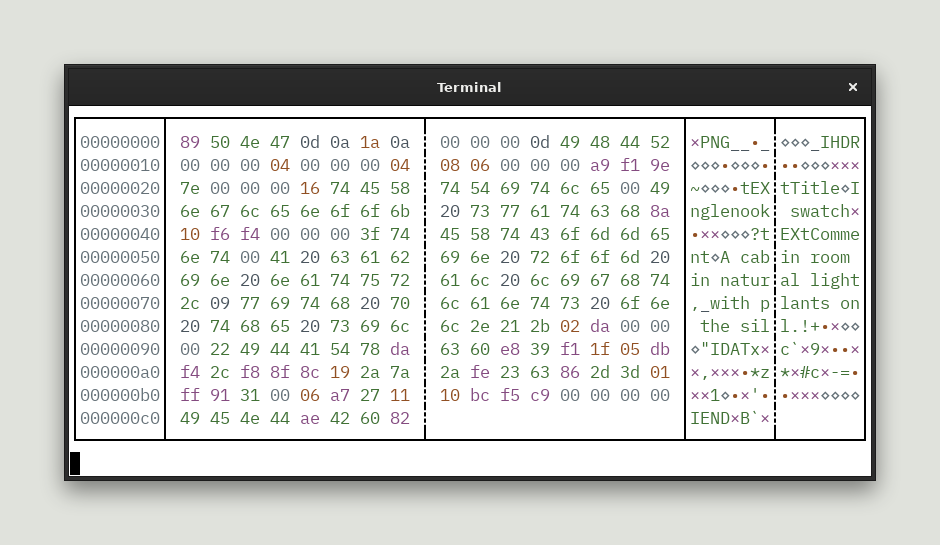 Terminal ×
00000000 89 50 4e 47 0d 0a 1a 0a 00 00 00 0d 49 48 44 52 ×PNG__•_ ⋄⋄⋄_IHDR
00000010 00 00 00 04 00 00 00 04 08 06 00 00 00 a9 f1 9e ⋄⋄⋄•⋄⋄⋄• ••⋄⋄⋄×××
00000020 7e 00 00 00 16 74 45 58 74 54 69 74 6c 65 00 49 ~⋄⋄⋄•tEX tTitle⋄I
00000030 6e 67 6c 65 6e 6f 6f 6b 20 73 77 61 74 63 68 8a nglenook  swatch×
00000040 10 f6 f4 00 00 00 3f 74 45 58 74 43 6f 6d 6d 65 •××⋄⋄⋄?t EXtComme
00000050 6e 74 00 41 20 63 61 62 69 6e 20 72 6f 6f 6d 20 nt⋄A cab in room
00000060 69 6e 20 6e 61 74 75 72 61 6c 20 6c 69 67 68 74 in natur al light
00000070 2c 09 77 69 74 68 20 70 6c 61 6e 74 73 20 6f 6e ,_with p lants on
00000080 20 74 68 65 20 73 69 6c 6c 2e 21 2b 02 da 00 00  the sil l.!+•×⋄⋄
00000090 00 22 49 44 41 54 78 da 63 60 e8 39 f1 1f 05 db ⋄"IDATx× c`×9×••×
000000a0 f4 2c f8 8f 8c 19 2a 7a 2a fe 23 63 86 2d 3d 01 ×,×××•*z *×#c×-=•
000000b0 ff 91 31 00 06 a7 27 11 10 bc f5 c9 00 00 00 00 ××1⋄•×'• •×××⋄⋄⋄⋄
000000c0 49 45 4e 44 ae 42 60 82 IEND×B`×